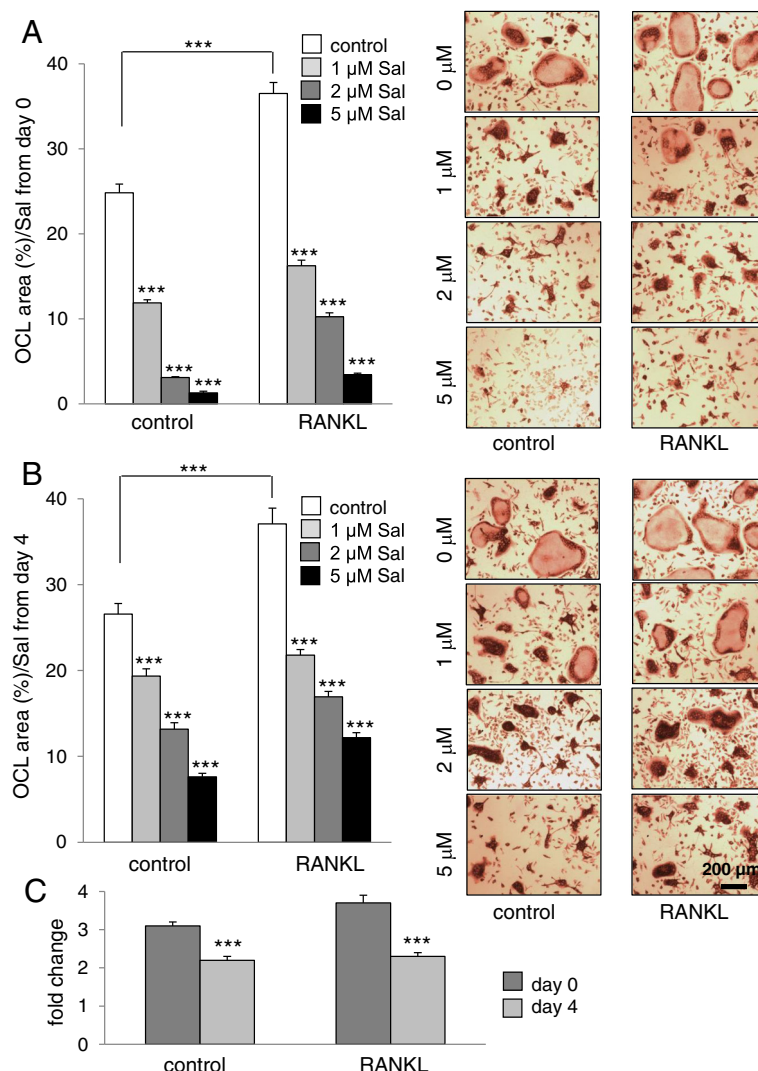 A
OCL area (%)/Sal from day 0
40
30
20
10
0
***
control
1 µM Sal
2 µM Sal
5 µM Sal
***
***
***
***
***
***
control
RANKL
0 µM
1 µM
2 µM
5 µM
control
RANKL
B
OCL area (%)/Sal from day 4
40
30
20
10
0
***
control
1 µM Sal
2 µM Sal
5 µM Sal
***
***
***
***
***
***
control
RANKL
0 µM
1 µM
2 µM
5 µM
200 µm
control
RANKL
C
fold change
4
3
2
1
0
***
***
control
RANKL
day 0
day 4